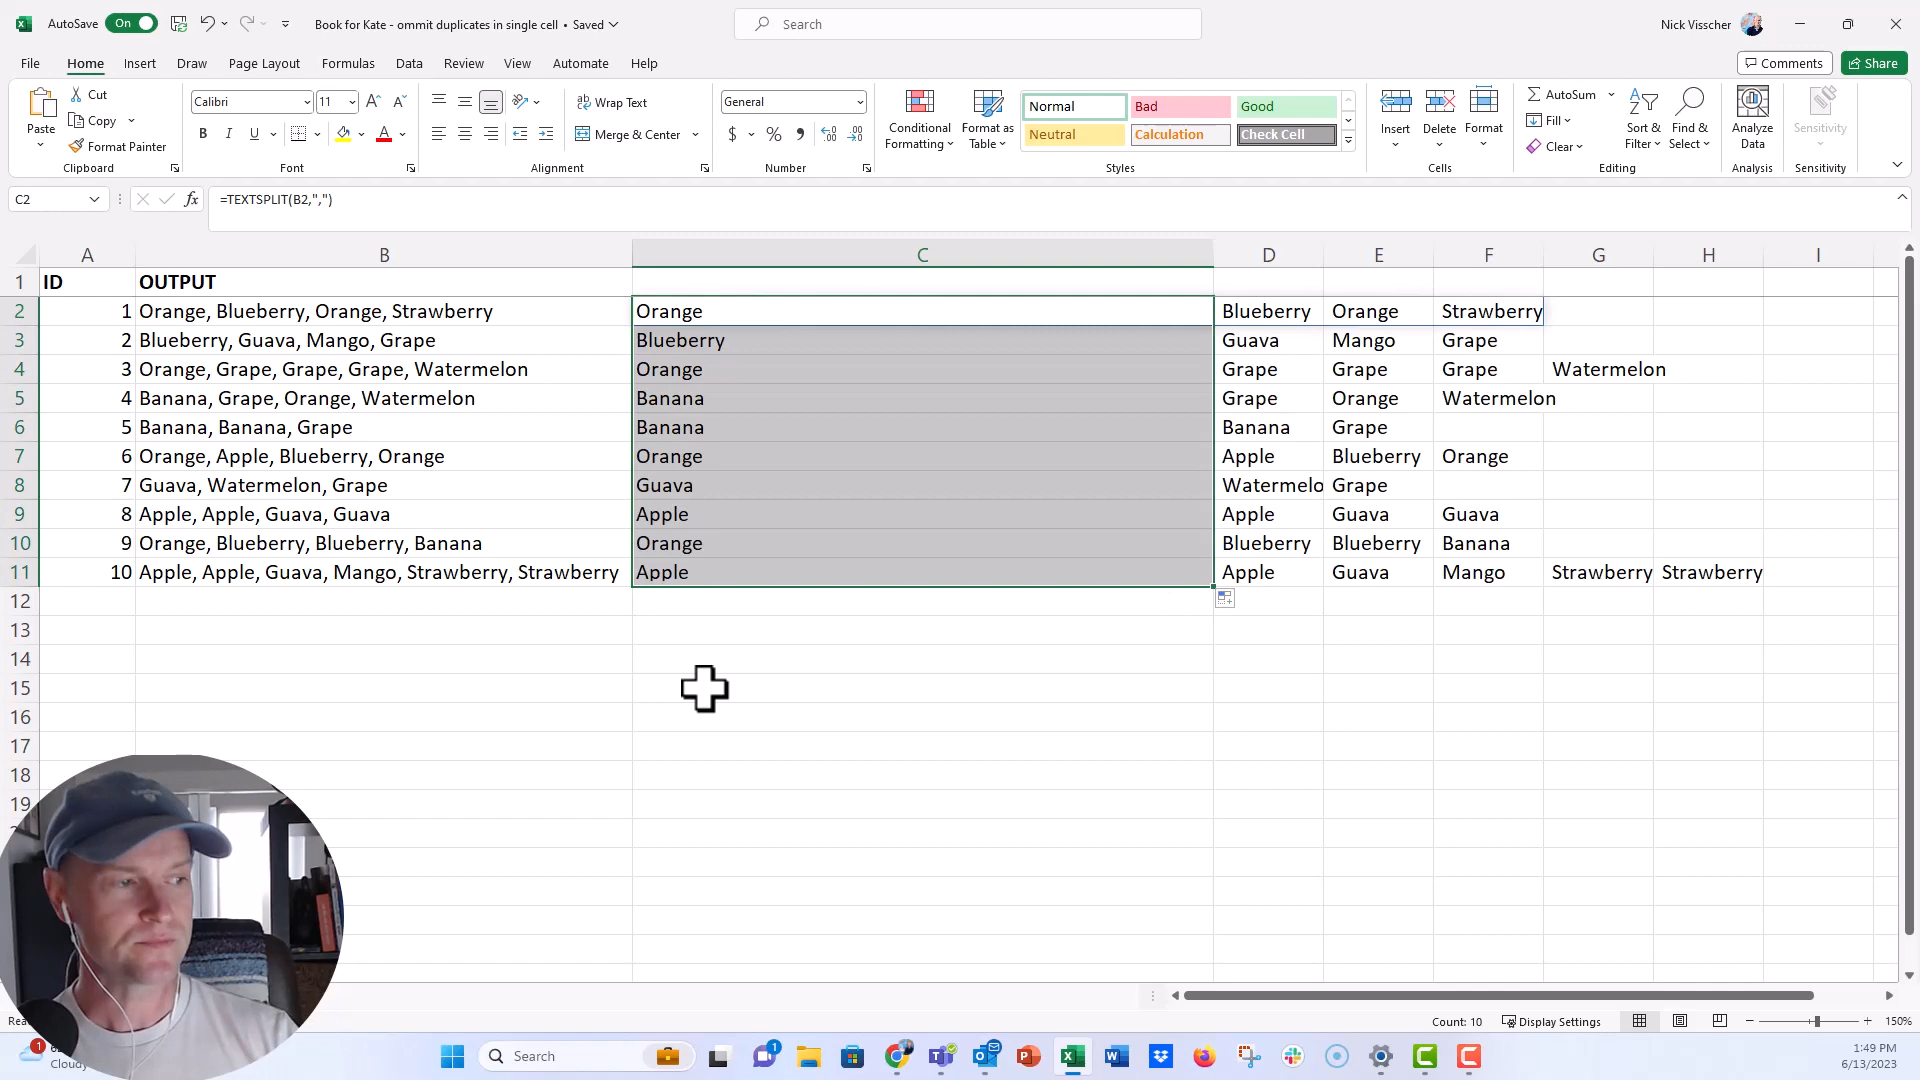 AutoSave On Book for Kate - ommit duplicates in single cell • Saved Search Nick Visscher
File Home Insert Draw Page Layout Formulas Data Review View Automate Help Comments Share
Paste Cut Copy Format Painter Clipboard
Calibri 11 B I U A Font
Wrap Text Merge & Center Alignment
General $ % , Number
Conditional Formatting Format as Table Normal Bad Good Neutral Calculation Check Cell Styles
Insert Delete Format Cells
AutoSum Fill Clear Sort & Filter Find & Select Editing
Analyze Data Analysis Sensitivity Sensitivity
C2 fx =TEXTSPLIT(B2,",")
A B C D E F G H I
1 ID OUTPUT
2 1 Orange, Blueberry, Orange, Strawberry Orange Blueberry Orange Strawberry
3 2 Blueberry, Guava, Mango, Grape Blueberry Guava Mango Grape
4 3 Orange, Grape, Grape, Grape, Watermelon Orange Grape Grape Grape Watermelon
5 4 Banana, Grape, Orange, Watermelon Banana Grape Orange Watermelon
6 5 Banana, Banana, Grape Banana Banana Grape
7 6 Orange, Apple, Blueberry, Orange Orange Apple Blueberry Orange
8 7 Guava, Watermelon, Grape Guava Watermelo Grape
9 8 Apple, Apple, Guava, Guava Apple Apple Guava Guava
10 9 Orange, Blueberry, Blueberry, Banana Orange Blueberry Blueberry Banana
11 10 Apple, Apple, Guava, Mango, Strawberry, Strawberry Apple Apple Guava Mango Strawberry Strawberry
12
13
14
15
16
17
18
19
Count: 10 Display Settings 150%
1 Cloudy Search 1 1:49 PM
6/13/2023